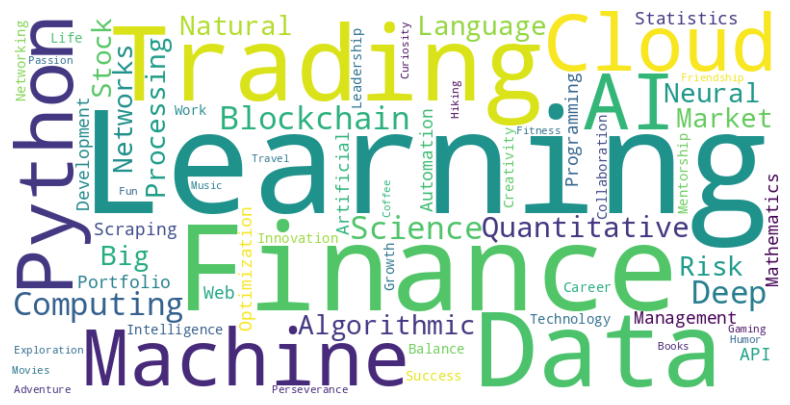 Networking
Life
Passion
Python
Stock
Trading
Natural
Processing
Networks
Development
Leadership
Curiosity
Language
Cloud
Statistics
Friendship
AI
Neural
Market
Work
Blockchain
Hiking
Fitness
Programming
Collaboration
Mentorship
Mathematics
Learning
Travel
Fun
Music
Coffee
Artificial
Automation
Creativity
Scraping
Science
Quantitative
Big
Optimization
Innovation
Finance
Growth
Risk
Portfolio
Web
Career
Deep
Computing
Intelligence
Algorithmic
Data
Technology
Management
Gaming
Humor
Machine
Balance
Books
API
Exploration
Movies
Success
Adventure
Perseverance